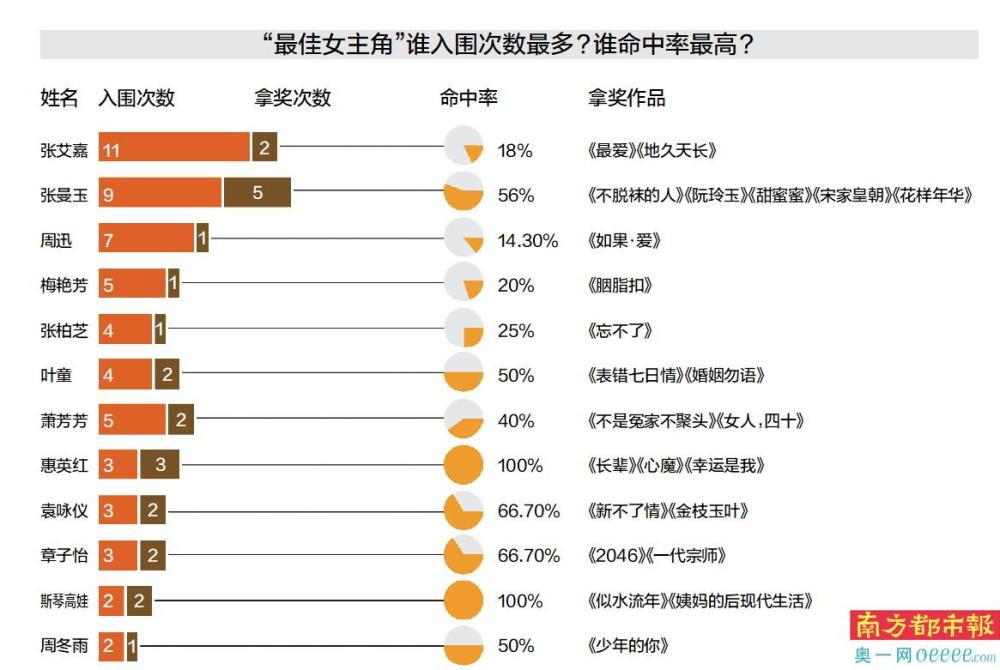 “最佳女主角”谁入围次数最多？谁命中率最高？
姓名 入围次数 拿奖次数 命中率 拿奖作品
张艾嘉 11 2 18% 《最爱》《地久天长》
张曼玉 9 5 56% 《不脱袜的人》《阮玲玉》《甜蜜蜜》《宋家皇朝》《花样年华》
周迅 7 1 14.30% 《如果·爱》
梅艳芳 5 1 20% 《胭脂扣》
张柏芝 4 1 25% 《忘不了》
叶童 4 2 50% 《表错七日情》《婚姻勿语》
萧芳芳 5 2 40% 《不是冤家不聚头》《女人，四十》
惠英红 3 3 100% 《长辈》《心魔》《幸运是我》
袁咏仪 3 2 66.70% 《新不了情》《金枝玉叶》
章子怡 3 2 66.70% 《2046》《一代宗师》
斯琴高娃 2 2 100% 《似水流年》《姨妈的后现代生活》
周冬雨 2 1 50% 《少年的你》
南方都市報
奥一网oeeee.com